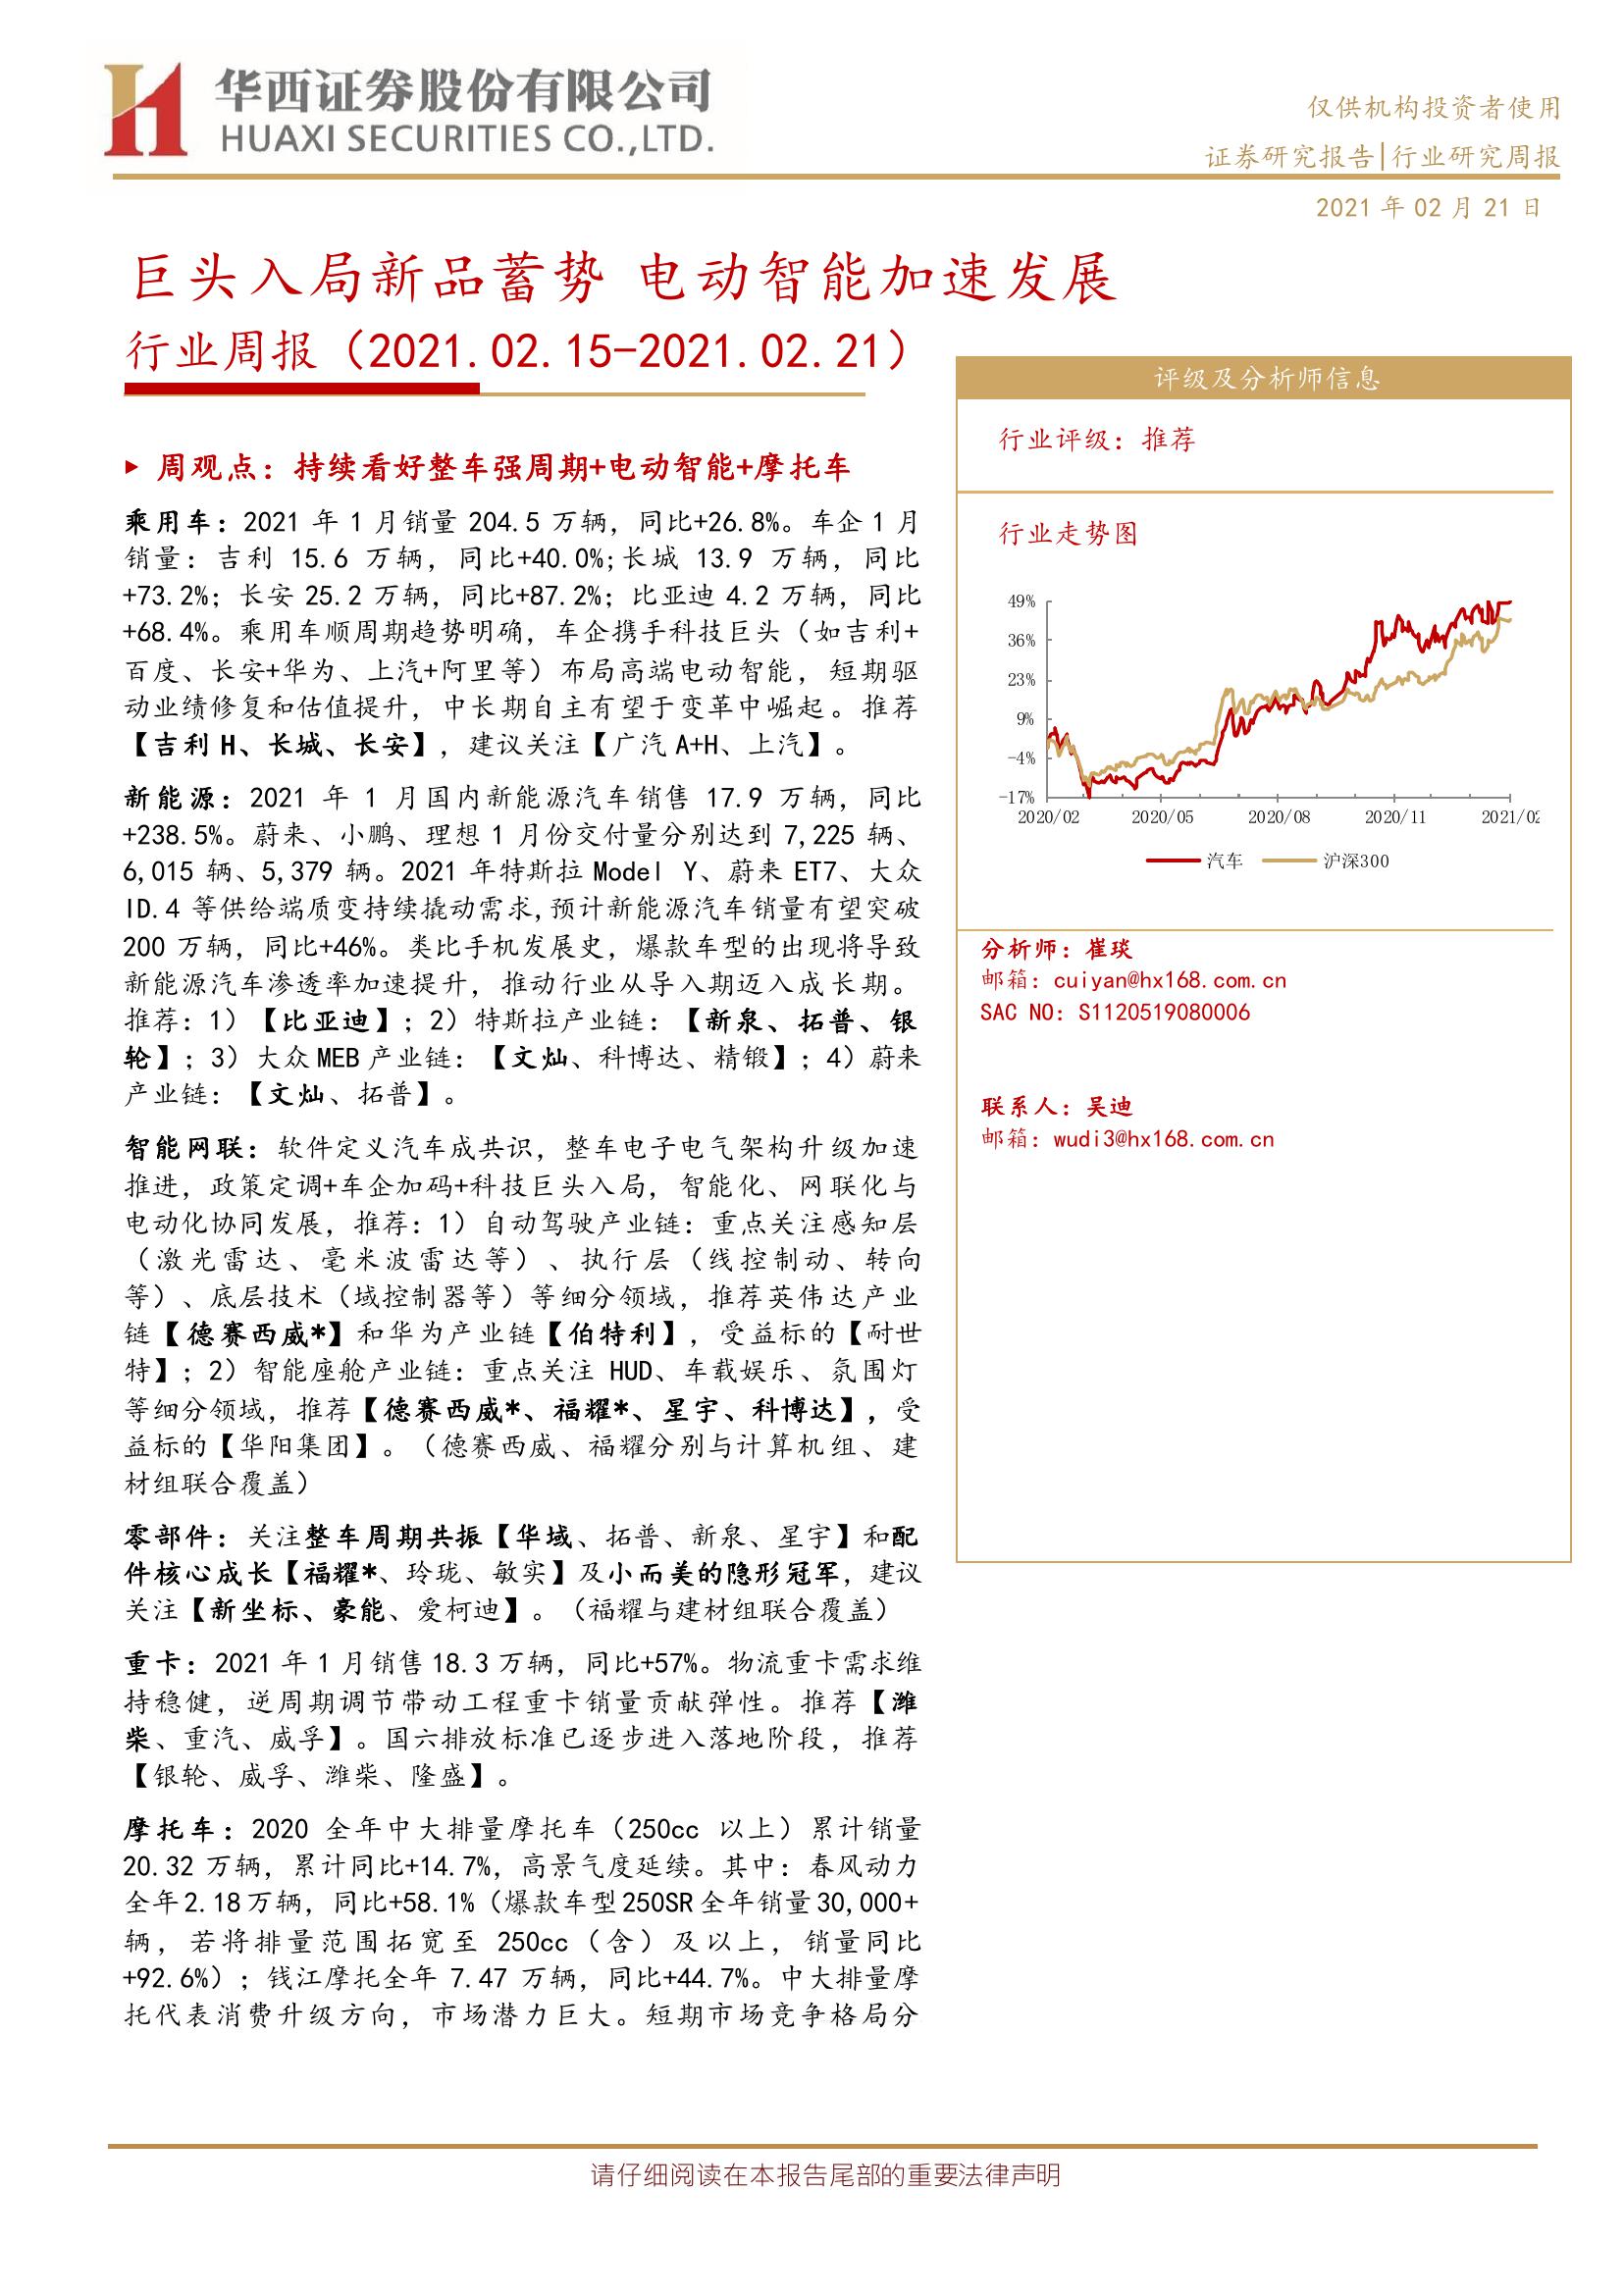 华西证券股份有限公司
HUAXI SECURITIES CO.,LTD.
仅供机构投资者使用
证券研究报告|行业研究周报
2021 年 02 月 21 日
巨头入局新品蓄势 电动智能加速发展
行业周报（2021.02.15-2021.02.21）
▸ 周观点：持续看好整车强周期+电动智能+摩托车
乘用车：2021 年 1 月销量 204.5 万辆，同比+26.8%。车企 1 月
销量：吉利 15.6 万辆，同比+40.0%;长城 13.9 万辆，同比
+73.2%；长安 25.2 万辆，同比+87.2%；比亚迪 4.2 万辆，同比
+68.4%。乘用车顺周期趋势明确，车企携手科技巨头（如吉利+
百度、长安+华为、上汽+阿里等）布局高端电动智能，短期驱
动业绩修复和估值提升，中长期自主有望于变革中崛起。推荐
【吉利 H、长城、长安】，建议关注【广汽 A+H、上汽】。
新能源：2021 年 1 月国内新能源汽车销售 17.9 万辆，同比
+238.5%。蔚来、小鹏、理想 1 月份交付量分别达到 7,225 辆、
6,015 辆、5,379 辆。2021 年特斯拉 Model Y、蔚来 ET7、大众
ID.4 等供给端质变持续撬动需求,预计新能源汽车销量有望突破
200 万辆，同比+46%。类比手机发展史，爆款车型的出现将导致
新能源汽车渗透率加速提升，推动行业从导入期迈入成长期。
推荐：1）【比亚迪】；2）特斯拉产业链：【新泉、拓普、银
轮】；3）大众 MEB 产业链：【文灿、科博达、精锻】；4）蔚来
产业链：【文灿、拓普】。
智能网联：软件定义汽车成共识，整车电子电气架构升级加速
推进，政策定调+车企加码+科技巨头入局，智能化、网联化与
电动化协同发展，推荐：1）自动驾驶产业链：重点关注感知层
（激光雷达、毫米波雷达等）、执行层（线控制动、转向
等）、底层技术（域控制器等）等细分领域，推荐英伟达产业
链【德赛西威*】和华为产业链【伯特利】，受益标的【耐世
特】；2）智能座舱产业链：重点关注 HUD、车载娱乐、氛围灯
等细分领域，推荐【德赛西威*、福耀*、星宇、科博达】，受
益标的【华阳集团】。（德赛西威、福耀分别与计算机组、建
材组联合覆盖）
零部件：关注整车周期共振【华域、拓普、新泉、星宇】和配
件核心成长【福耀*、玲珑、敏实】及小而美的隐形冠军，建议
关注【新坐标、豪能、爱柯迪】。（福耀与建材组联合覆盖）
重卡：2021 年 1 月销售 18.3 万辆，同比+57%。物流重卡需求维
持稳健，逆周期调节带动工程重卡销量贡献弹性。推荐【潍
柴、重汽、威孚】。国六排放标准已逐步进入落地阶段，推荐
【银轮、威孚、潍柴、隆盛】。
摩托车：2020 全年中大排量摩托车（250cc 以上）累计销量
20.32 万辆，累计同比+14.7%，高景气度延续。其中：春风动力
全年 2.18 万辆，同比+58.1%（爆款车型 250SR 全年销量 30,000+
辆，若将排量范围拓宽至 250cc（含）及以上，销量同比
+92.6%）；钱江摩托全年 7.47 万辆，同比+44.7%。中大排量摩
托代表消费升级方向，市场潜力巨大。短期市场竞争格局分
评级及分析师信息
行业评级：推荐
行业走势图
49%
36%
23%
9%
-4%
-17%
2020/02 2020/05 2020/08 2020/11 2021/02
汽车 沪深300
分析师：崔琰
邮箱：cuiyan@hx168.com.cn
SAC NO：S1120519080006
联系人：吴迪
邮箱：wudi3@hx168.com.cn
请仔细阅读在本报告尾部的重要法律声明